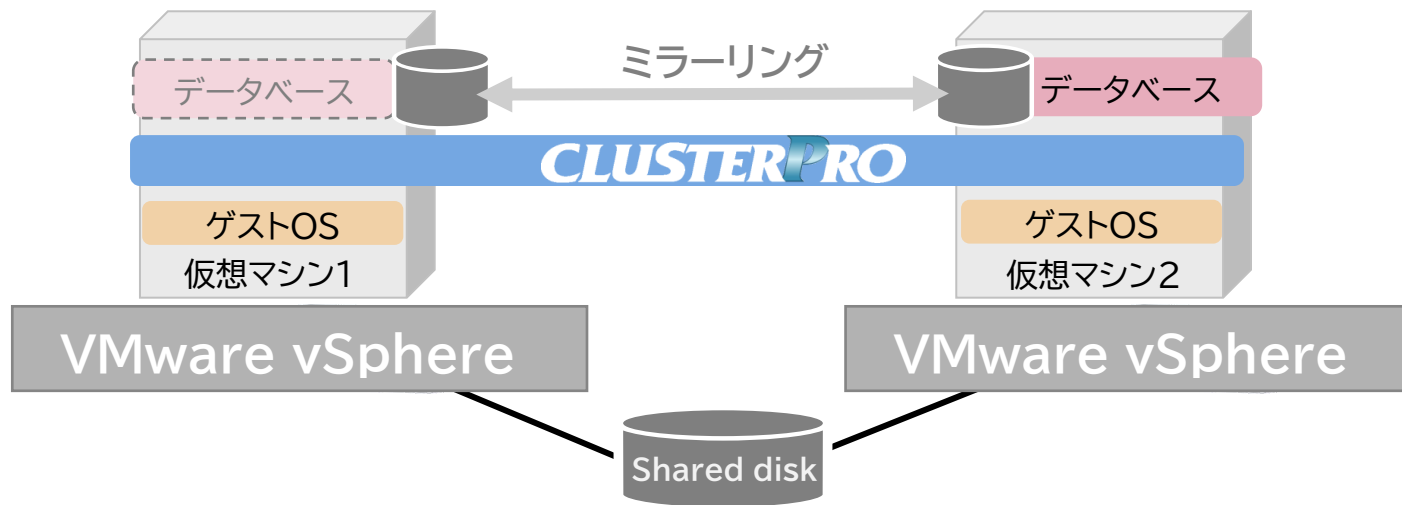 ミラーリング
データベース
データベース
CLUSTERPRO
ゲストOS
ゲストOS
仮想マシン1
仮想マシン2
VMware vSphere
VMware vSphere
Shared disk